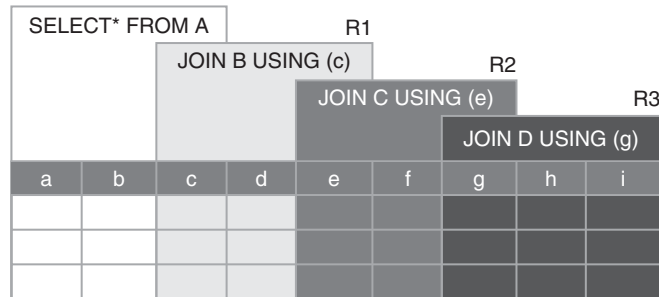 SELECT* FROM A
R1
JOIN B USING (c)
R2
JOIN C USING (e)
R3
JOIN D USING (g)
a b c d e f g h i